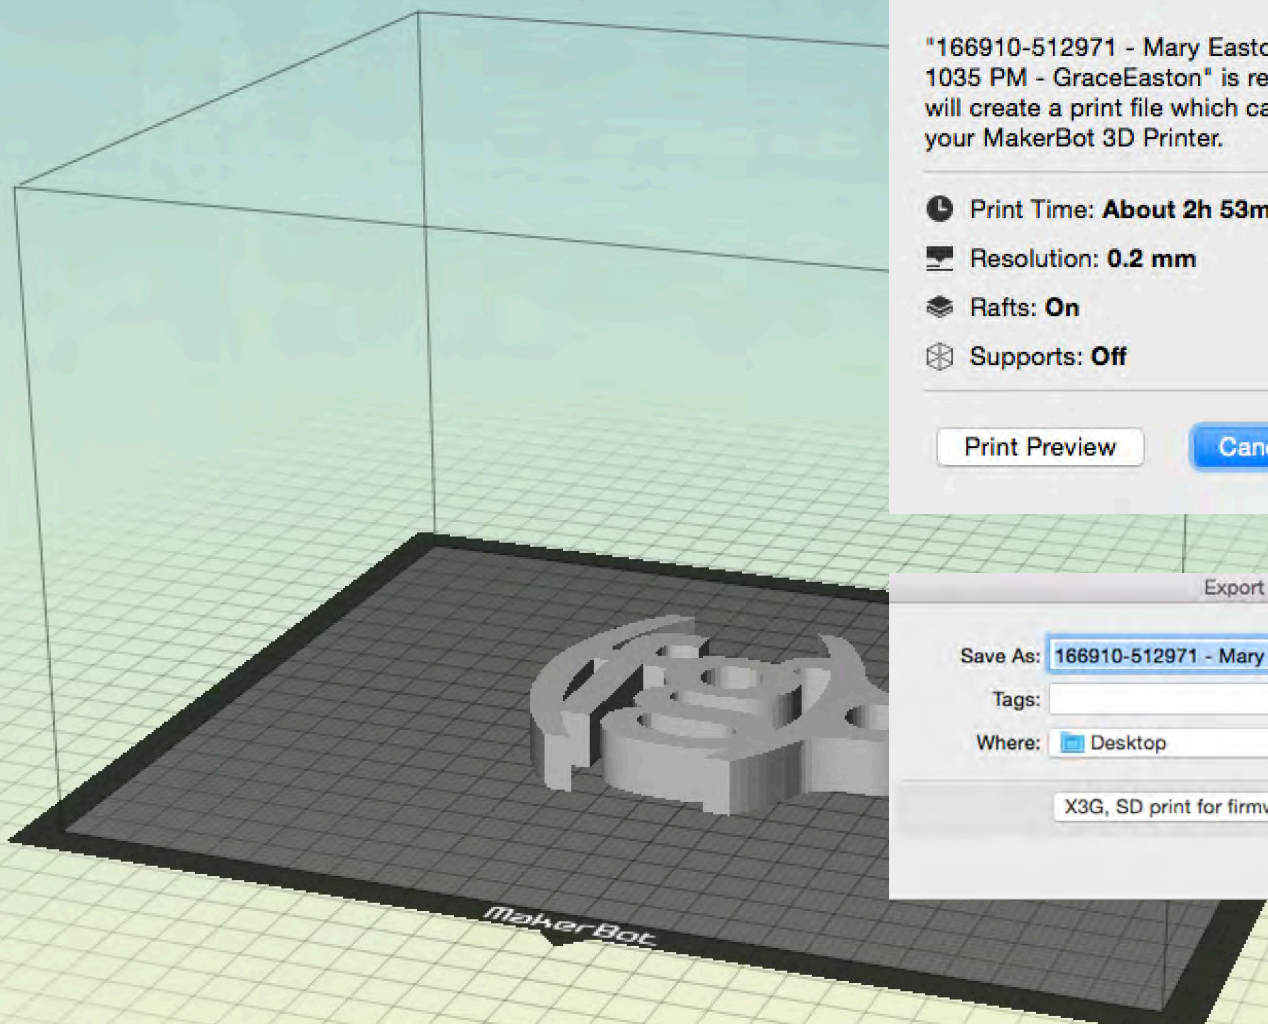 "166910-512971 - Mary Easto
1035 PM - GraceEaston" is re
will create a print file which ca
your MakerBot 3D Printer.
Print Time: About 2h 53m
Resolution: 0.2 mm
Rafts: On
Supports: Off
Print Preview
Canc
Export
Save As: 166910-512971 - Mary
Tags:
Where: Desktop
X3G, SD print for firmw
MakerBot